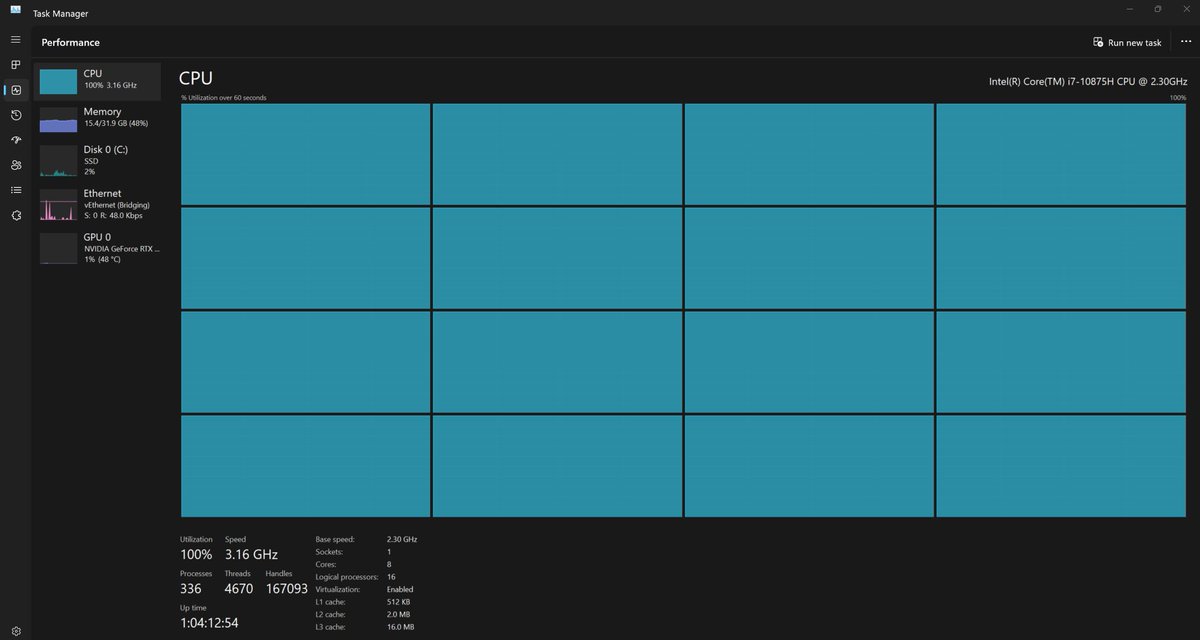 Task Manager
Performance
Run new task
CPU
100% 3.16 GHz
Memory
15.4/31.9 GB (48%)
Disk 0 (C:)
SSD
2%
Ethernet
vEthernet (Bridging)
S: 0 R: 48.0 Kbps
GPU 0
NVIDIA GeForce RTX ...
1% (48 °C)
CPU
Intel(R) Core(TM) i7-10875H CPU @ 2.30GHz
% Utilization over 60 seconds
100%
Utilization
100%
Speed
3.16 GHz
Processes
336
Threads
4670
Handles
167093
Up time
1:04:12:54
Base speed: 2.30 GHz
Sockets: 1
Cores: 8
Logical processors: 16
Virtualization: Enabled
L1 cache: 512 KB
L2 cache: 2.0 MB
L3 cache: 16.0 MB